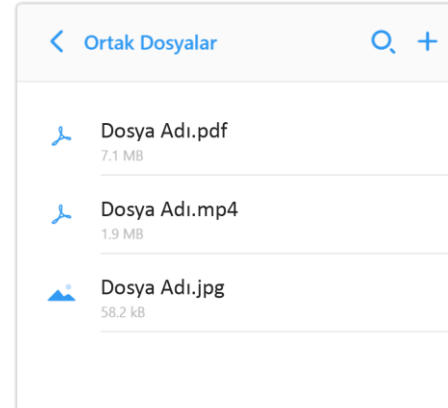 Ortak Dosyalar
Dosya Adı.pdf
7.1 MB
Dosya Adı.mp4
1.9 MB
Dosya Adı.jpg
58.2 kB